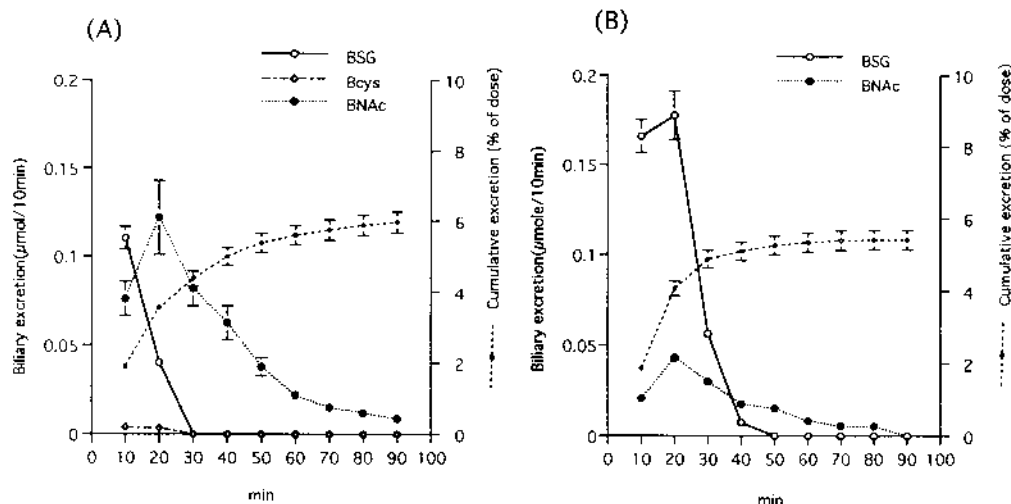 (A)
BSG
Bcys
BNAc
0.2
0.15
0.1
0.05
0
10
8
6
4
2
0
0 10 20 30 40 50 60 70 80 90 100
min
Biliary excretion(µmol/10min)
Cumulative excretion (% of dose)
(B)
BSG
BNAc
0.2
0.15
0.1
0.05
0
10
8
6
4
2
0
0 10 20 30 40 50 60 70 80 90 100
min
Biliary excretion(µmole/10min)
Cumulative excretion (% of dose)